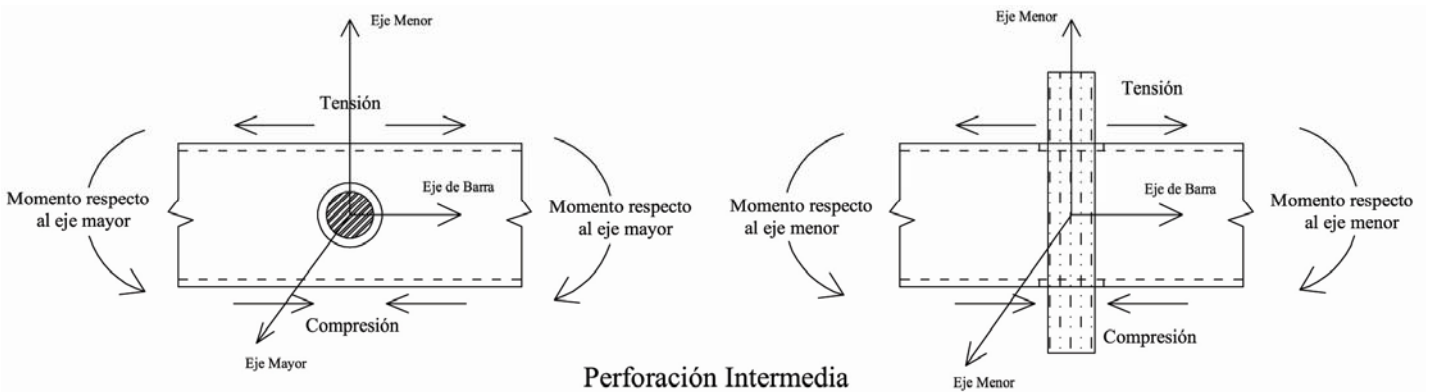 Eje Menor
Tensión
Momento respecto
al eje mayor
Eje de Barra
Momento respecto
al eje mayor
Compresión
Eje Mayor
Eje Menor
Tensión
Momento respecto
al eje menor
Eje de Barra
Momento respecto
al eje menor
Compresión
Eje Menor
Perforación Intermedia